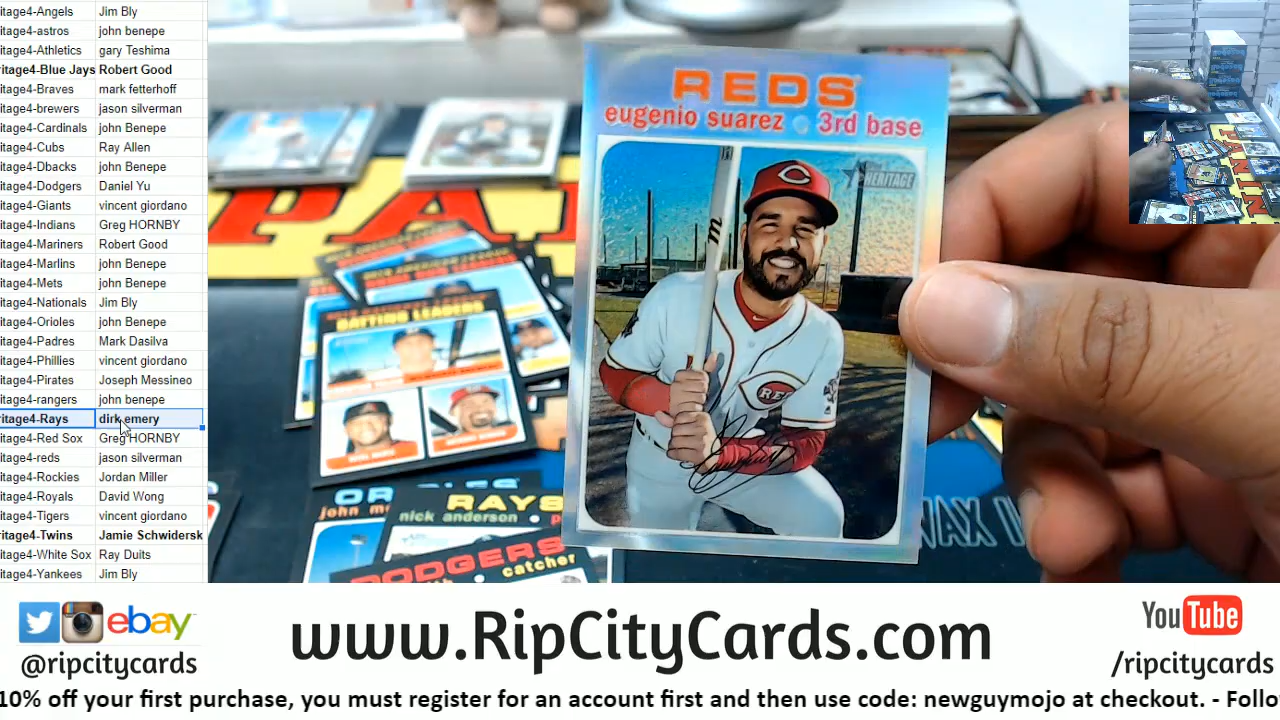 itage4-Angels Jim Bly
itage4-astros john benepe
itage4-Athletics gary Teshima
itage4-Blue Jays Robert Good
itage4-Braves mark fetterhoff
itage4-brewers jason silverman
itage4-Cardinals john Benepe
itage4-Cubs Ray Allen
itage4-Dbacks john Benepe
itage4-Dodgers Daniel Yu
itage4-Giants vincent giordano
itage4-Indians Greg HORNBY
itage4-Mariners Robert Good
itage4-Marlins john Benepe
itage4-Mets john Benepe
itage4-Nationals Jim Bly
itage4-Orioles john Benepe
itage4-Padres Mark Dasilva
itage4-Phillies vincent giordano
itage4-Pirates Joseph Messineo
itage4-rangers john benepe
itage4-Rays dirk emery
itage4-Red Sox Greg HORNBY
itage4-reds jason silverman
itage4-Rockies Jordan Miller
itage4-Royals David Wong
itage4-Tigers vincent giordano
itage4-Twins Jamie Schwidersk
itage4-White Sox Ray Duits
itage4-Yankees Jim Bly
REDS
eugenio suarez • 3rd base
Topps HERITAGE
C
m
REDS
BATTING LEADERS
john m
RAYS
nick anderson • p
DODGERS
catcher
WAX
PANINI
ebay
@ripcitycards
www.RipCityCards.com
YouTube
/ripcitycards
10% off your first purchase, you must register for an account first and then use code: newguymojo at checkout. - Follo